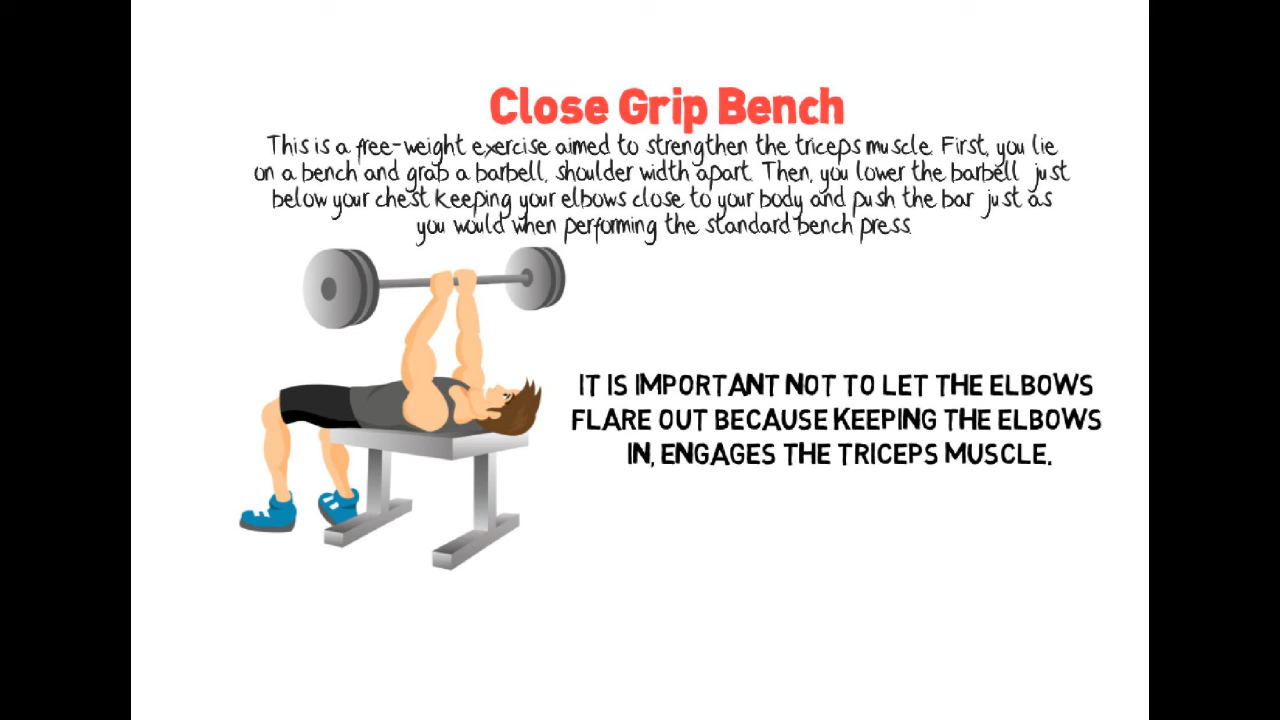 Close Grip Bench
This is a free-weight exercise aimed to strengthen the triceps muscle. First, you lie
on a bench and grab a barbell, shoulder width apart. Then, you lower the barbell just
below your chest keeping your elbows close to your body and push the bar just as
you would when performing the standard bench press.
IT IS IMPORTANT NOT TO LET THE ELBOWS
FLARE OUT BECAUSE KEEPING THE ELBOWS
IN, ENGAGES THE TRICEPS MUSCLE.